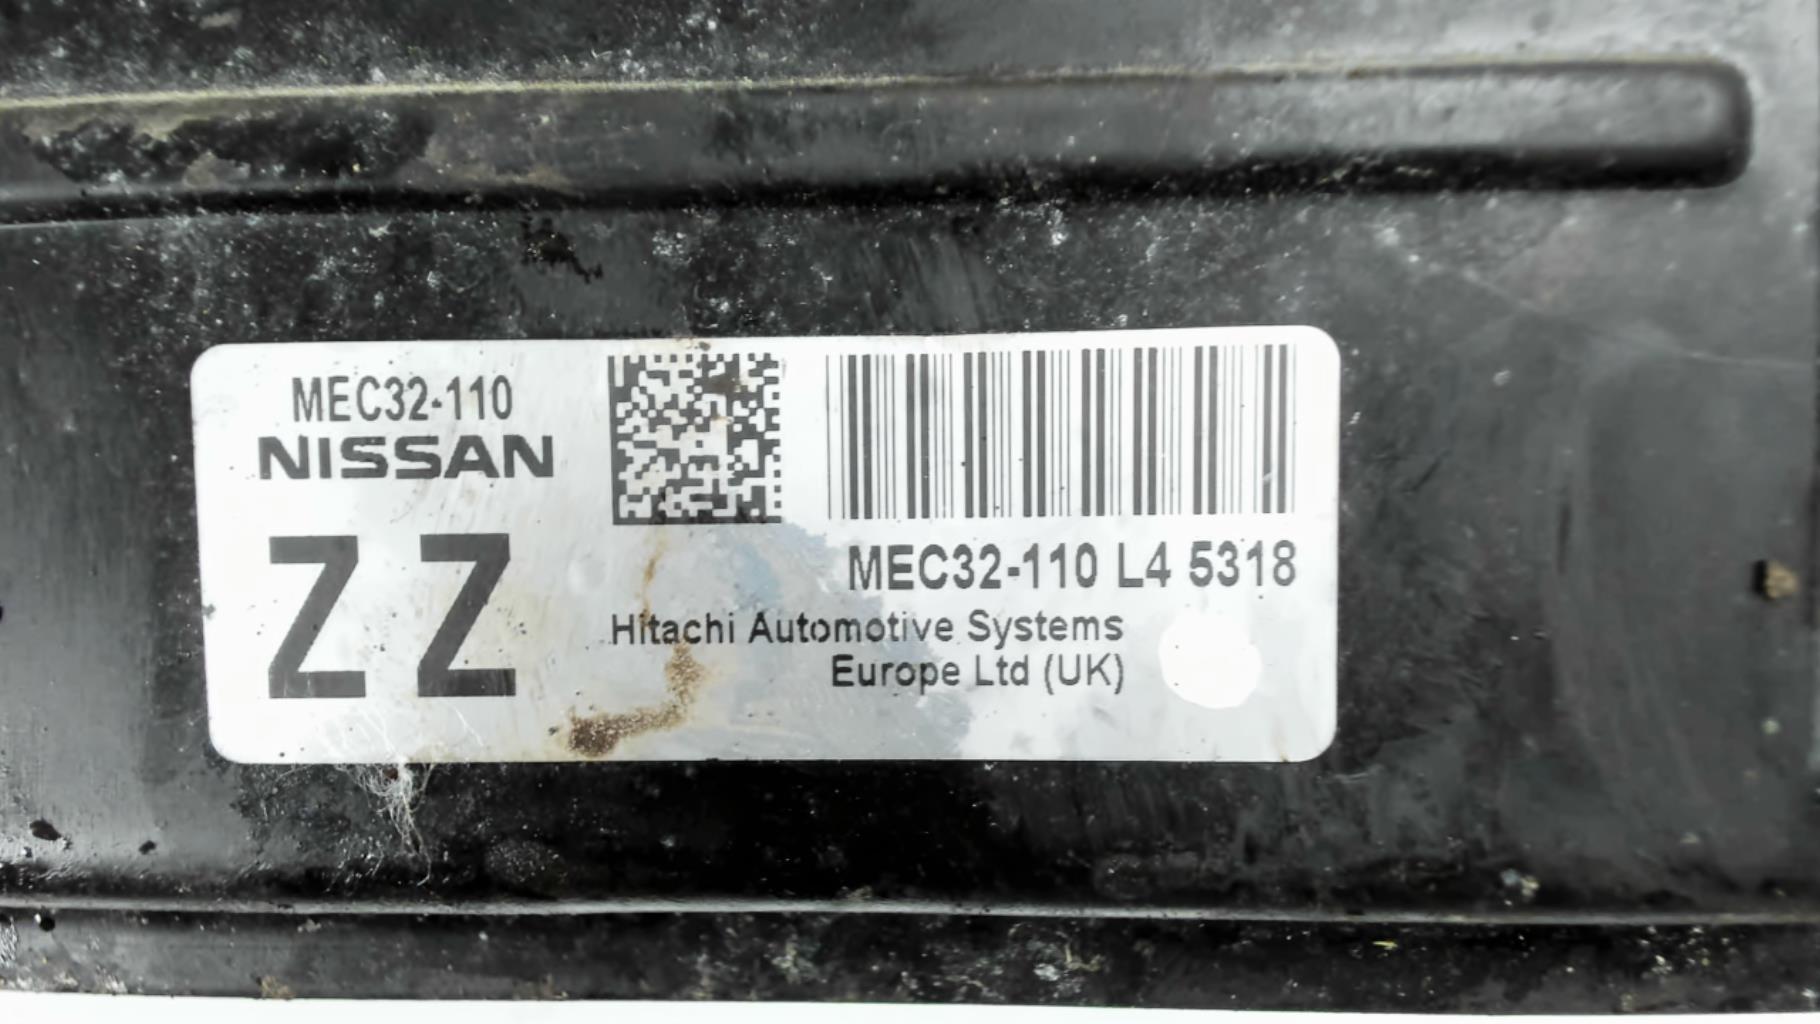 MEC32-110
NISSAN
ZZ
MEC32-110 L4 5318
Hitachi Automotive Systems
Europe Ltd (UK)